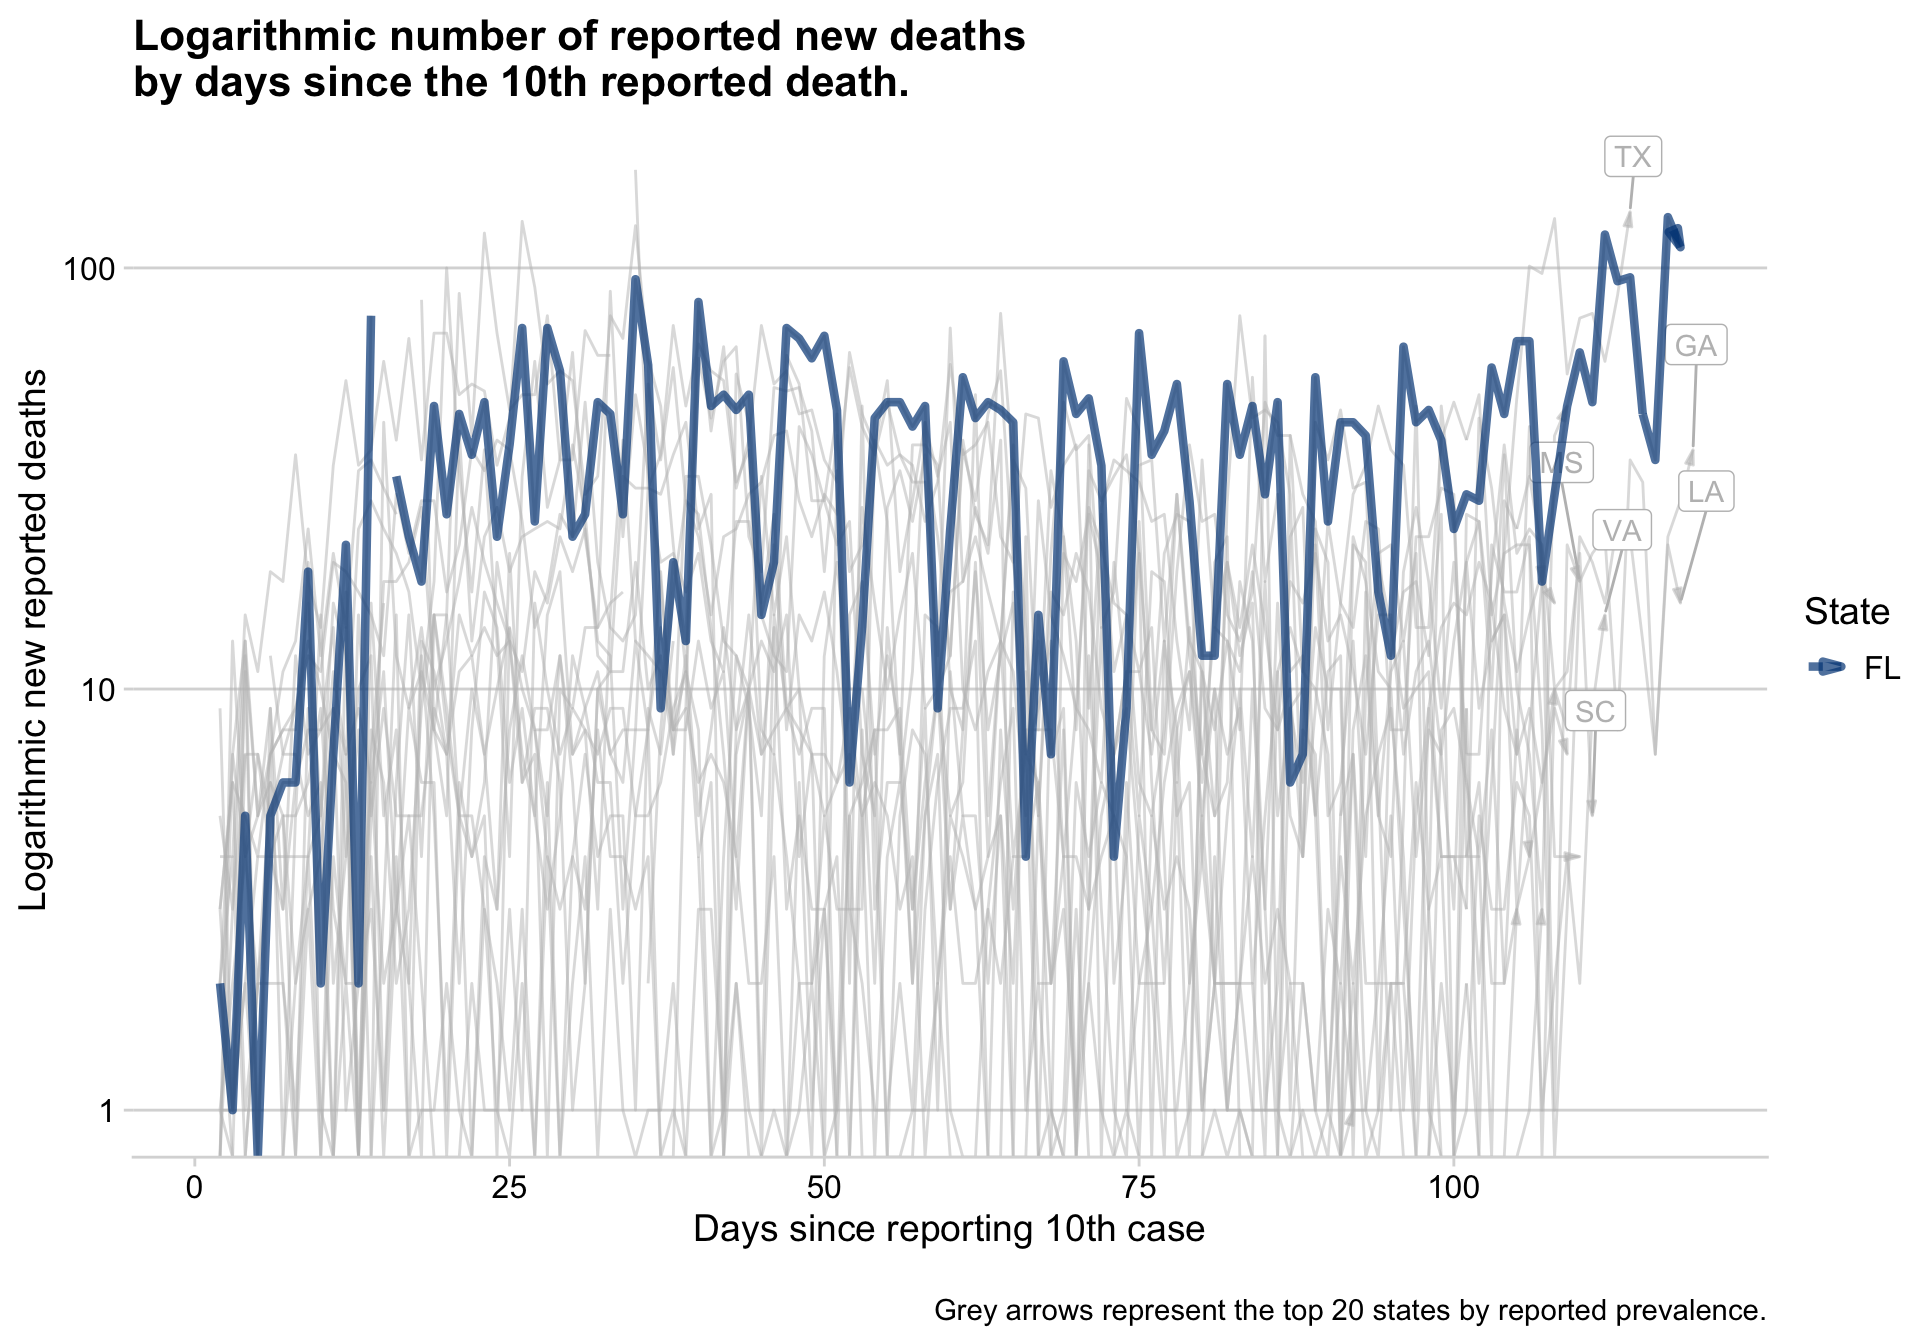 Logarithmic number of reported new deaths
by days since the 10th reported death.
Logarithmic new reported deaths
100
10
1
TX
GA
MS
LA
VA
SC
State
FL
0 25 50 75 100
Days since reporting 10th case
Grey arrows represent the top 20 states by reported prevalence.